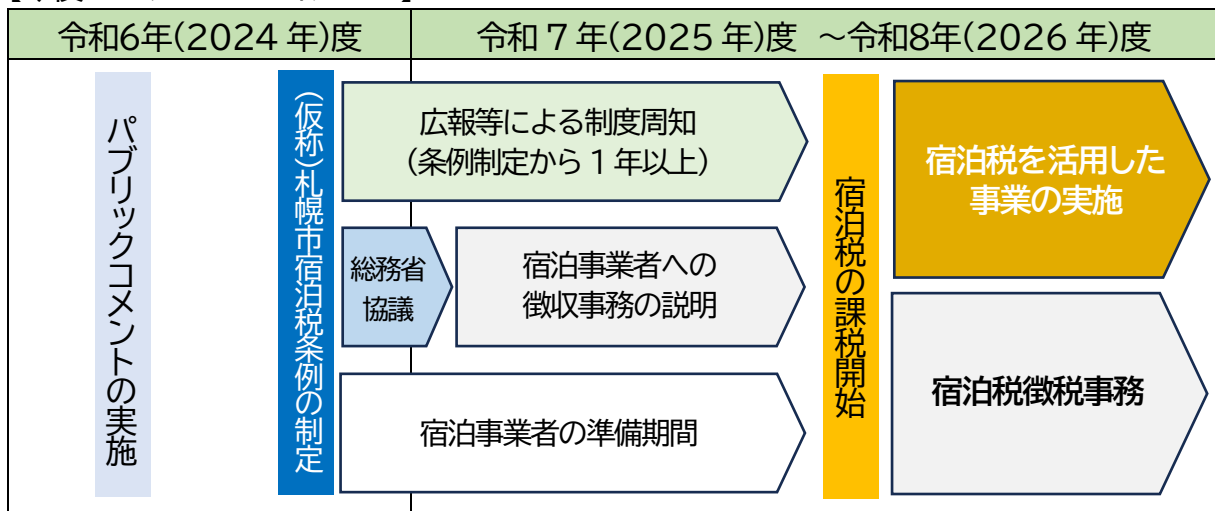 令和6年(2024 年)度
令和7年(2025 年)度 ~令和8年(2026 年)度
パブリックコメントの実施
(仮称)札幌市宿泊税条例の制定
広報等による制度周知
(条例制定から1年以上)
総務省
協議
宿泊事業者への
徴収事務の説明
宿泊事業者の準備期間
宿泊税の課税開始
宿泊税を活用した
事業の実施
宿泊税徴税事務